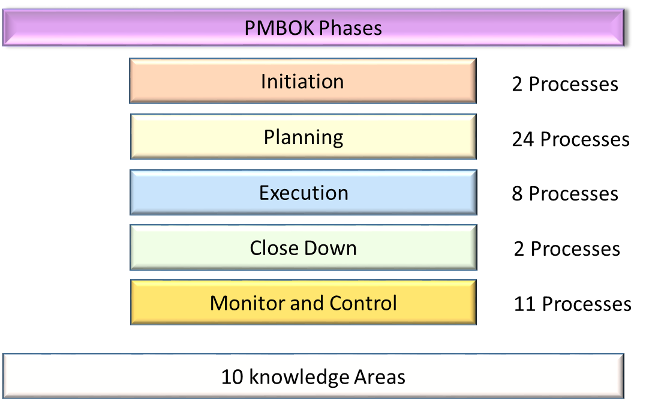 PMBOK Phases
Initiation 2 Processes
Planning 24 Processes
Execution 8 Processes
Close Down 2 Processes
Monitor and Control 11 Processes
10 knowledge Areas